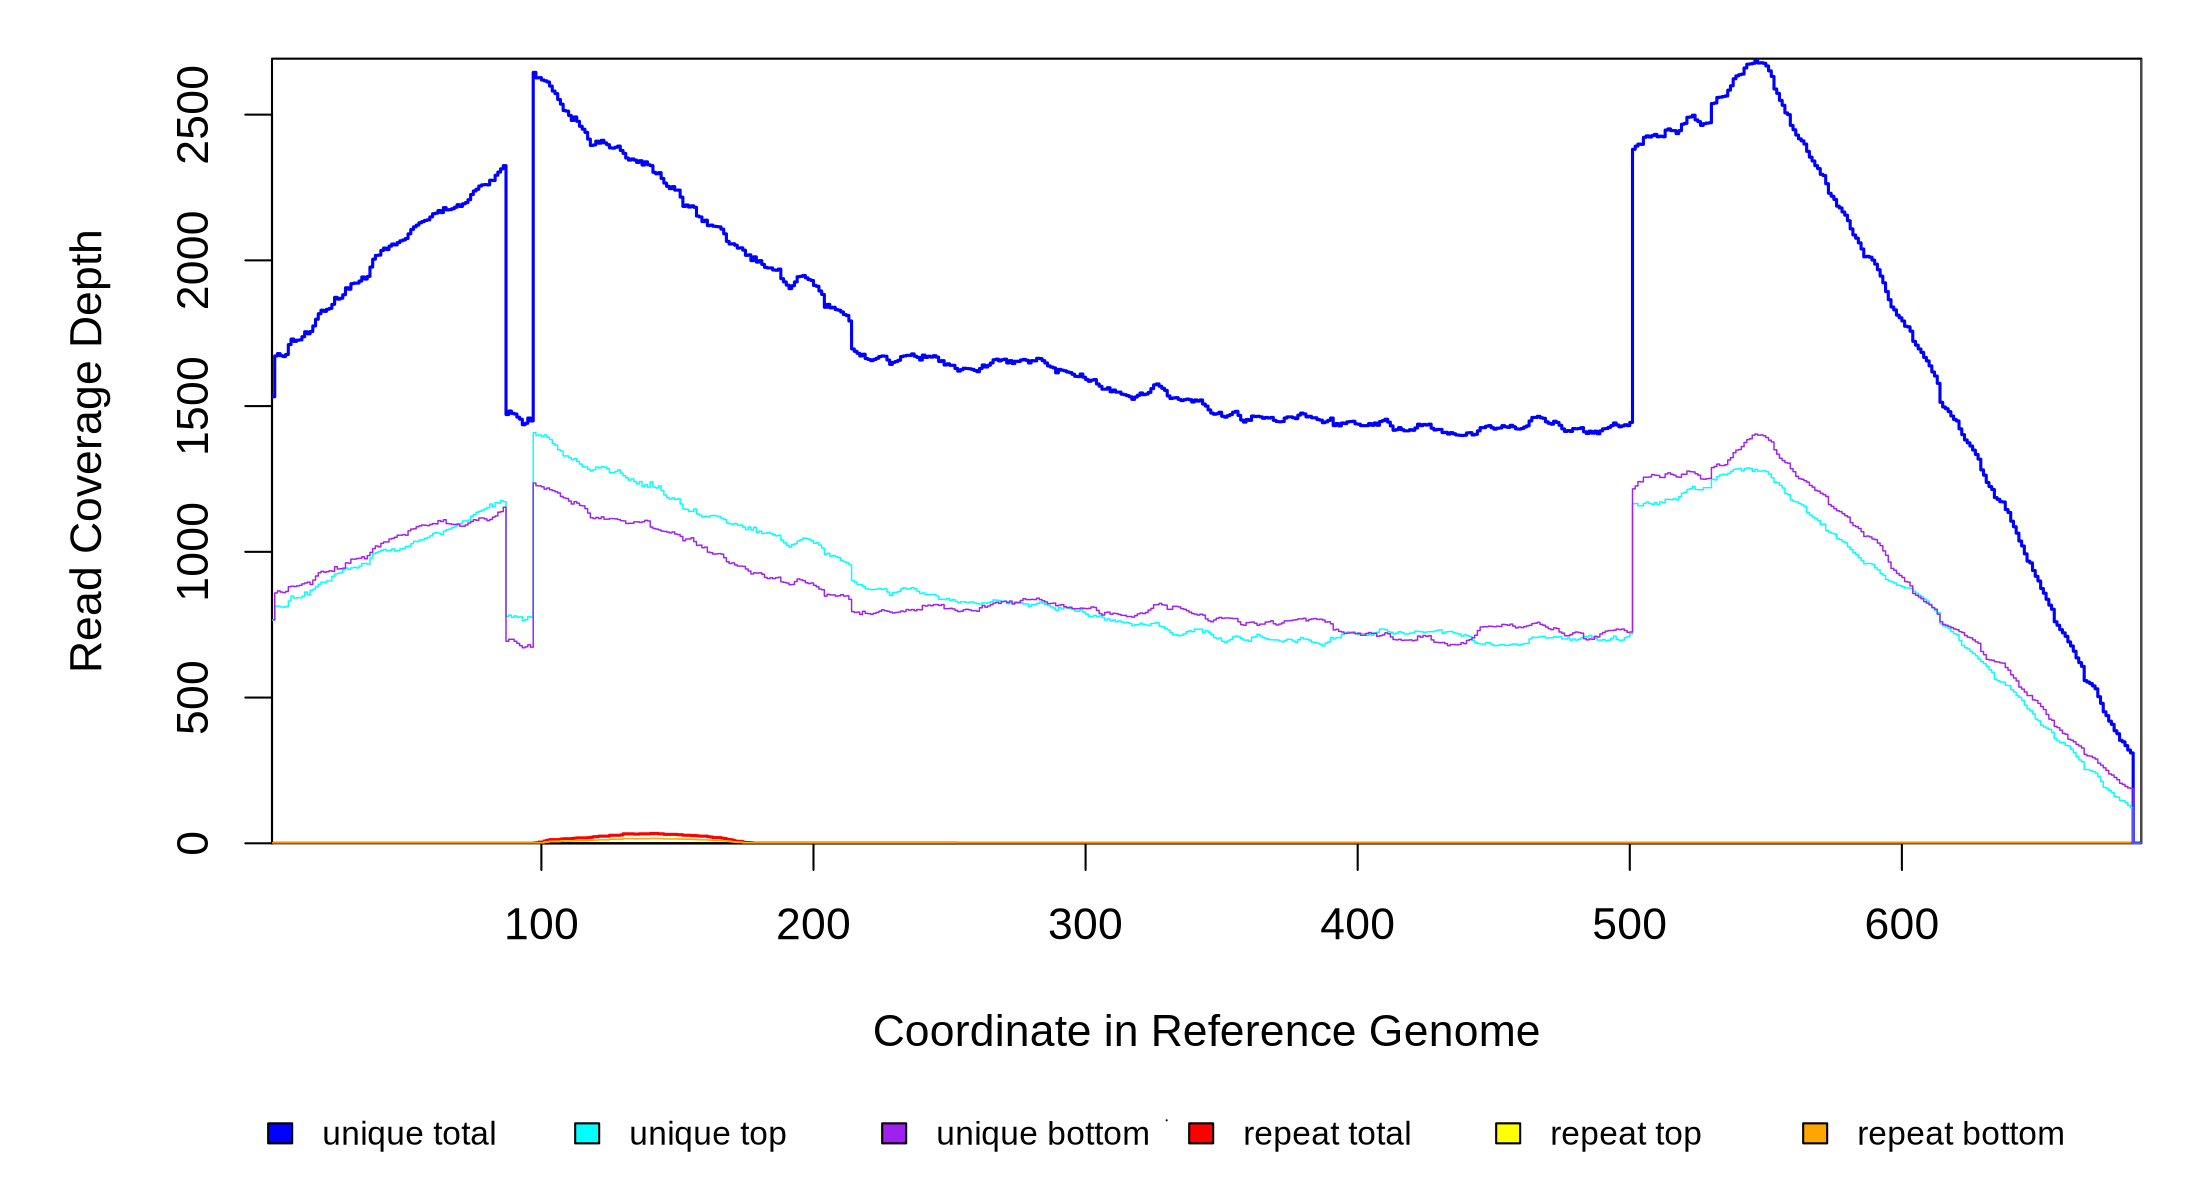 Read Coverage Depth
2500
2000
1500
1000
500
0
100 200 300 400 500 600
Coordinate in Reference Genome
unique total unique top unique bottom repeat total repeat top repeat bottom